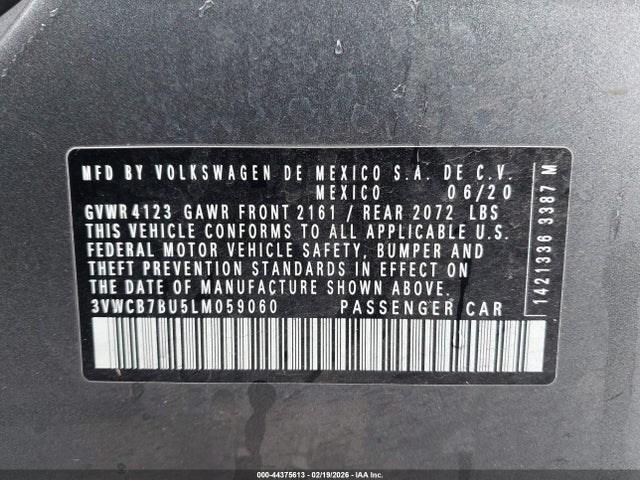 MFD BY VOLKSWAGEN DE MEXICO S.A. DE C.V.
MEXICO 06/20
GVWR 4123 GAWR FRONT 2161 / REAR 2072 LBS
THIS VEHICLE CONFORMS TO ALL APPLICABLE U.S.
FEDERAL MOTOR VEHICLE SAFETY, BUMPER AND
THEFT PREVENTION STANDARDS IN EFFECT ON
THE DATE OF MANUFACTURE SHOWN ABOVE.
3VWCB7BU5LM059060 PASSENGER CAR
1421336 3387 M
000-44375613 - 02/19/2026 - IAA Inc.